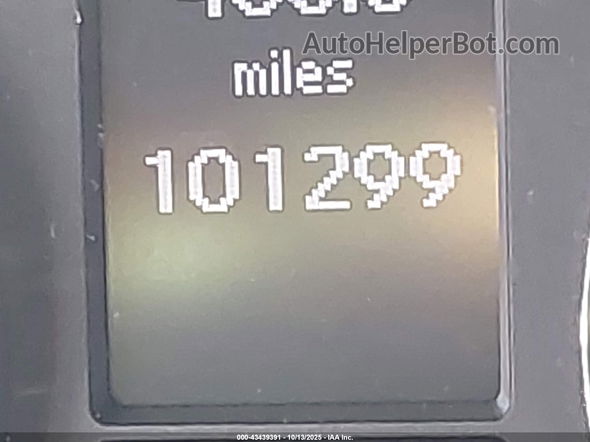 AutoHelperBot.com
miles
101299
000-43439391 - 10/13/2025 - IAA Inc.